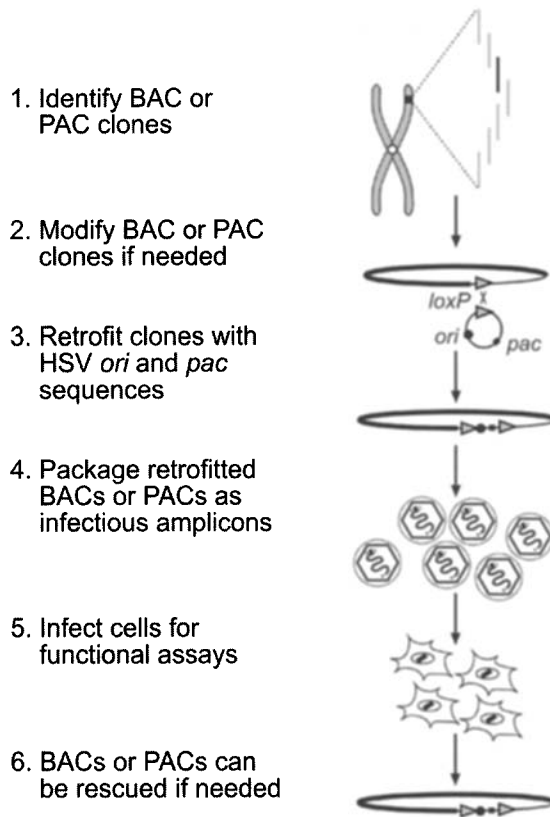 1. Identify BAC or
PAC clones
2. Modify BAC or PAC
clones if needed
loxP
3. Retrofit clones with
HSV ori and pac
sequences
ori
pac
4. Package retrofitted
BACs or PACs as
infectious amplicons
5. Infect cells for
functional assays
6. BACs or PACs can
be rescued if needed